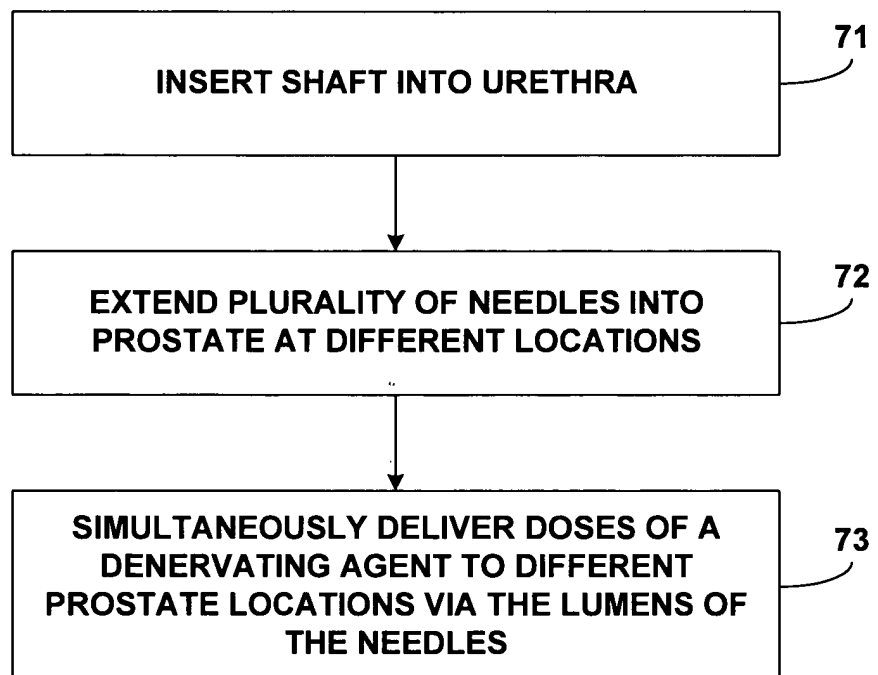 71
INSERT SHAFT INTO URETHRA
72
EXTEND PLURALITY OF NEEDLES INTO
PROSTATE AT DIFFERENT LOCATIONS
73
SIMULTANEOUSLY DELIVER DOSES OF A
DENERVATING AGENT TO DIFFERENT
PROSTATE LOCATIONS VIA THE LUMENS OF
THE NEEDLES